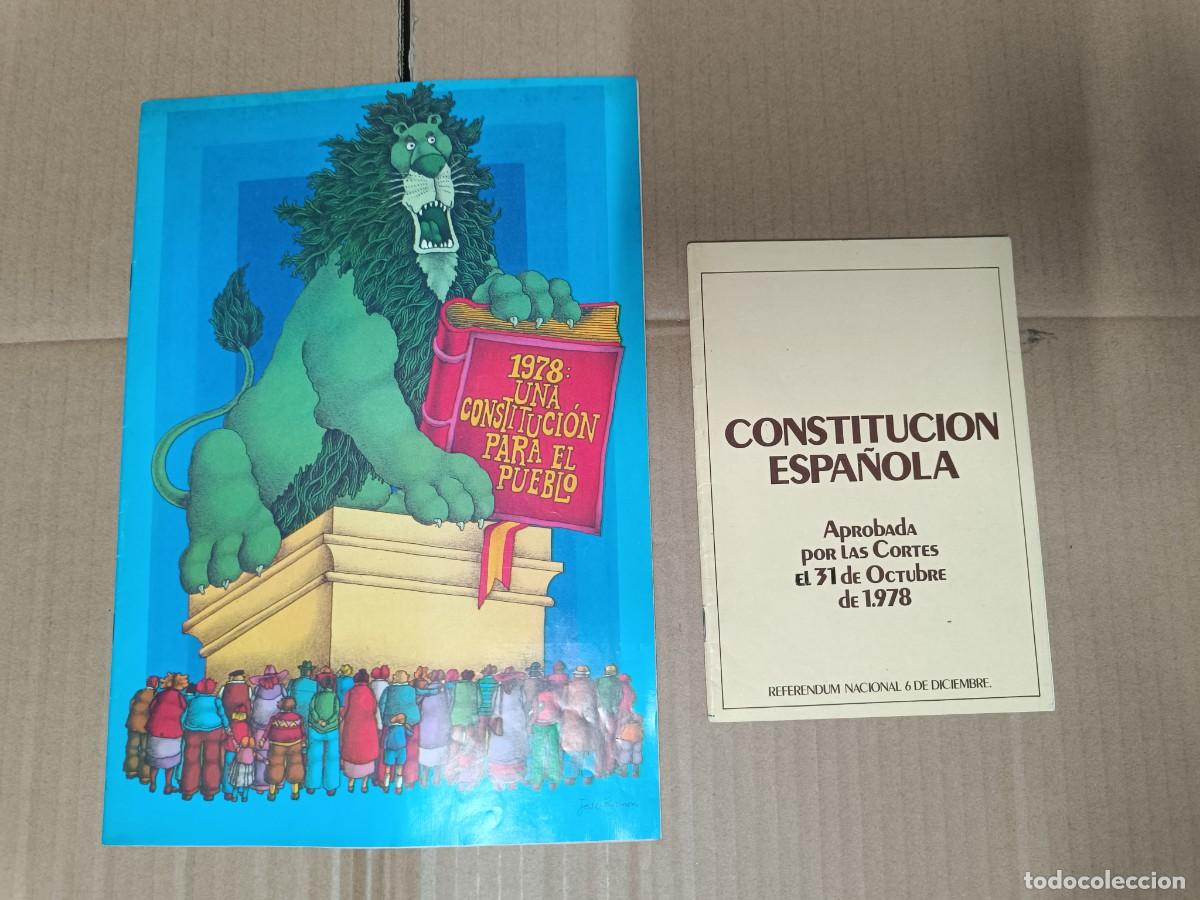 1978:
UNA
CONSTITUCIÓN
PARA EL
PUEBLO
CONSTITUCION
ESPAÑOLA
Aprobada
por las Cortes
el 31 de Octubre
de 1.978
REFERENDUM NACIONAL 6 DE DICIEMBRE.
todocoleccion